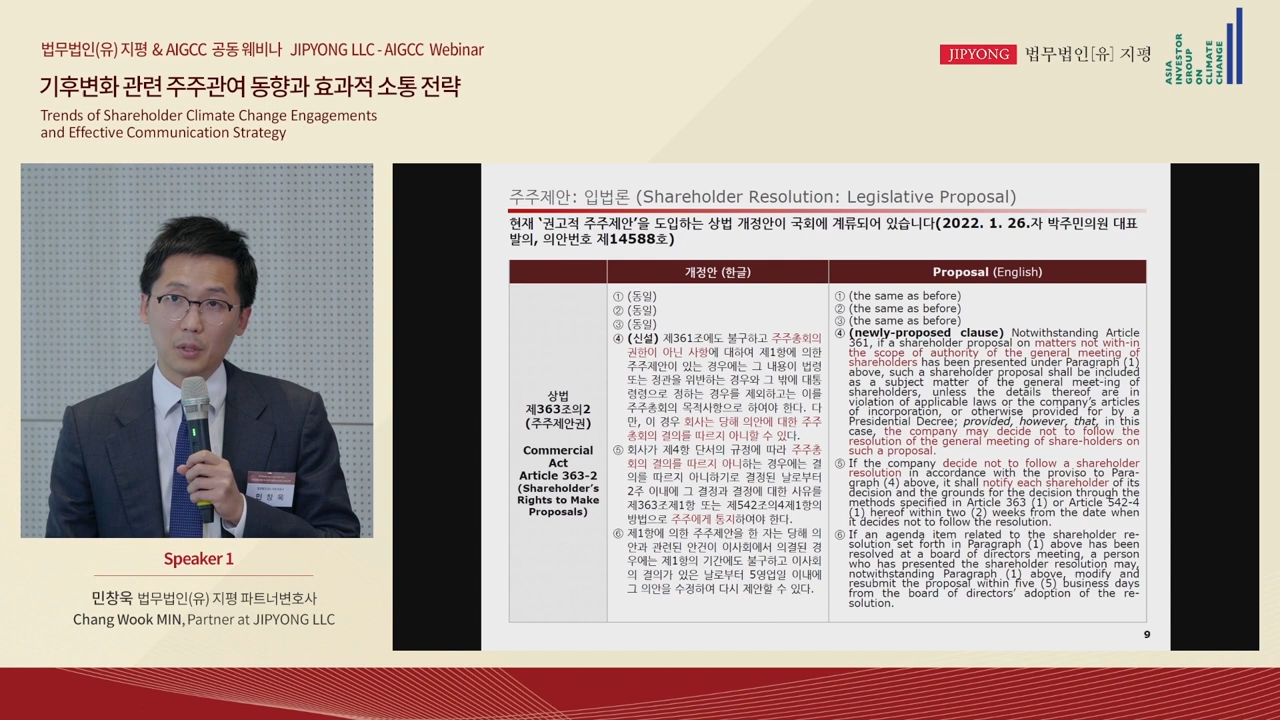 법무법인(유) 지평 & AIGCC 공동 웨비나 JIPYONG LLC - AIGCC Webinar
기후변화 관련 주주관여 동향과 효과적 소통 전략
Trends of Shareholder Climate Change Engagements
and Effective Communication Strategy
JIPYONG 법무법인[유] 지평
ASIA
INVESTOR
GROUP
ON
CLIMATE
CHANGE
민 창 욱
Speaker 1
민창욱 법무법인(유) 지평 파트너변호사
Chang Wook MIN, Partner at JIPYONG LLC
주주제안: 입법론 (Shareholder Resolution: Legislative Proposal)
현재 ‘권고적 주주제안’을 도입하는 상법 개정안이 국회에 계류되어 있습니다(2022. 1. 26.자 박주민의원 대표
발의, 의안번호 제14588호)
개정안 (한글)
Proposal (English)
상법
제363조의2
(주주제안권)
Commercial
Act
Article 363-2
(Shareholder’s
Rights to Make
Proposals)
① (동일)
② (동일)
③ (동일)
④ (신설) 제361조에도 불구하고 주주총회의
권한이 아닌 사항에 대하여 제1항에 의한
주주제안이 있는 경우에는 그 내용이 법령
또는 정관을 위반하는 경우와 그 밖에 대통
령령으로 정하는 경우를 제외하고는 이를
주주총회의 목적사항으로 하여야 한다. 다
만, 이 경우 회사는 당해 의안에 대한 주주
총회의 결의를 따르지 아니할 수 있다.
⑤ 회사가 제4항 단서의 규정에 따라 주주총
회의 결의를 따르지 아니하는 경우에는 결
의를 따르지 아니하기로 결정된 날로부터
2주 이내에 그 결정과 결정에 대한 사유를
제363조제1항 또는 제542조의4제1항의
방법으로 주주에게 통지하여야 한다.
⑥ 제1항에 의한 주주제안을 한 자는 당해 의
안과 관련된 안건이 이사회에서 의결된 경
우에는 제1항의 기간에도 불구하고 이사회
의 결의가 있은 날로부터 5영업일 이내에
그 의안을 수정하여 다시 제안할 수 있다.
① (the same as before)
② (the same as before)
③ (the same as before)
④ (newly-proposed clause) Notwithstanding Article
361, if a shareholder proposal on matters not with-in
the scope of authority of the general meeting of
shareholders has been presented under Paragraph (1)
above, such a shareholder proposal shall be included
as a subject matter of the general meet-ing of
shareholders, unless the details thereof are in
violation of applicable laws or the company’s articles
of incorporation, or otherwise provided for by a
Presidential Decree; provided, however, that, in this
case, the company may decide not to follow the
resolution of the general meeting of share-holders on
such a proposal.
⑤ If the company decide not to follow a shareholder
resolution in accordance with the proviso to Para-
graph (4) above, it shall notify each shareholder of its
decision and the grounds for the decision through the
methods specified in Article 363 (1) or Article 542-4
(1) hereof within two (2) weeks from the date when
it decides not to follow the resolution.
⑥ If an agenda item related to the shareholder re-
solution set forth in Paragraph (1) above has been
resolved at a board of directors meeting, a person
who has presented the shareholder resolution may,
notwithstanding Paragraph (1) above, modify and
resubmit the proposal within five (5) business days
from the board of directors’ adoption of the re-
solution.
9